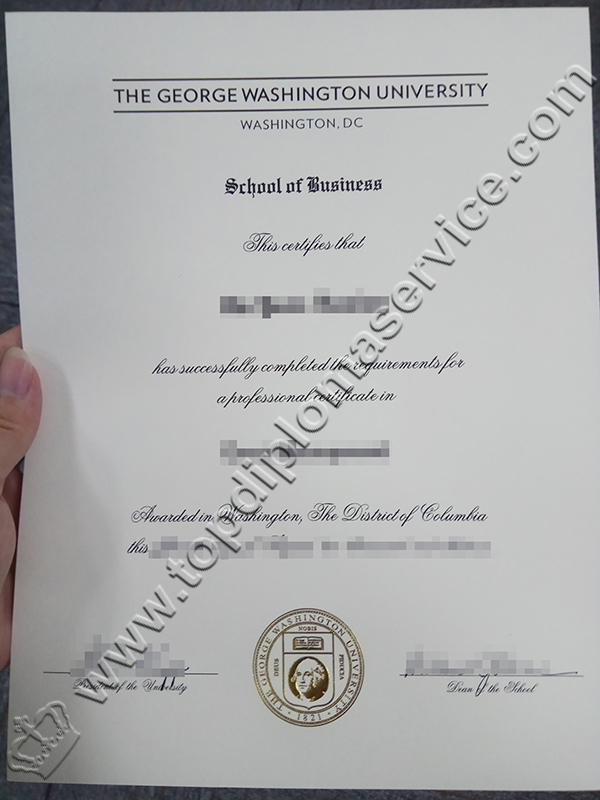 THE GEORGE WASHINGTON UNIVERSITY
WASHINGTON, DC
School of Business
This certifies that
has successfully completed the requirements for
a professional certificate in
Awarded in Washington, The District of Columbia
this
President of the University
THE GEORGE WASHINGTON UNIVERSITY
NOBIS
DEUS
FIDUCIA
1821
Dean of the School
www.topdiplomtaservice.com